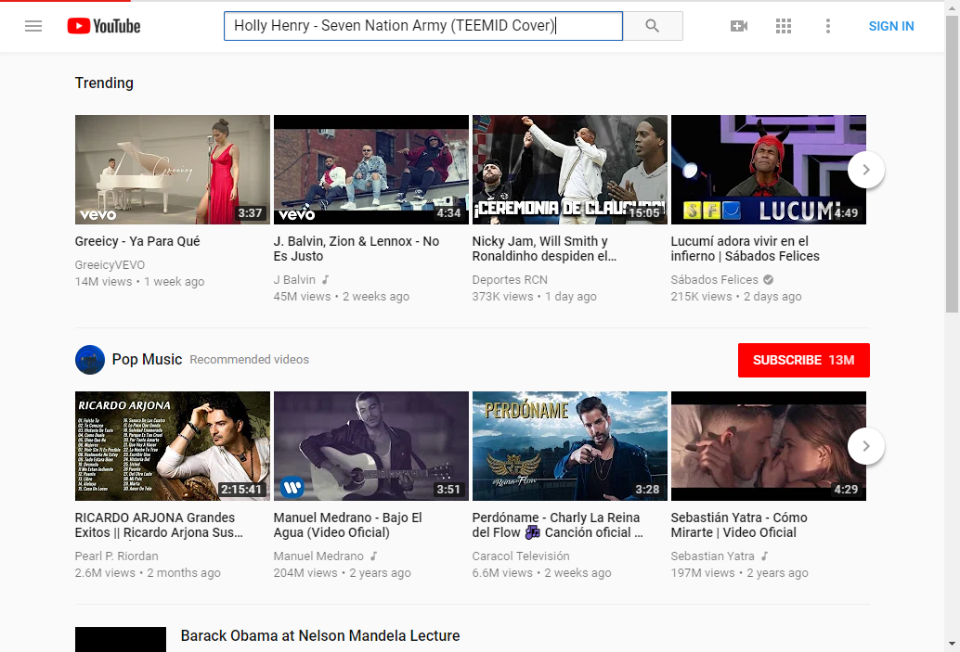 YouTube
Holly Henry - Seven Nation Army (TEEMID Cover)
SIGN IN
Trending
Greeicy
vevo
3:37
vevo
4:34
¡CEREMONIA DE CLAUSURA
15:05
SFC
LUCUMÍ
4:49
Greeicy - Ya Para Qué
GreeicyVEVO
14M views • 1 week ago
J. Balvin, Zion & Lennox - No
Es Justo
J Balvin
45M views • 2 weeks ago
Nicky Jam, Will Smith y
Ronaldinho despiden el...
Deportes RCN
373K views • 1 day ago
Lucumí adora vivir en el
infierno | Sábados Felices
Sábados Felices
215K views • 2 days ago
Pop Music
Recommended videos
SUBSCRIBE 13M
RICARDO ARJONA
2:15:41
3:51
PERDÓNAME
3:28
4:29
RICARDO ARJONA Grandes
Exitos || Ricardo Arjona Sus...
Pearl P. Riordan
2.6M views • 2 months ago
Manuel Medrano - Bajo El
Agua (Video Oficial)
Manuel Medrano
204M views • 2 years ago
Perdóname - Charly La Reina
del Flow 🎶 Canción oficial ...
Caracol Televisión
6.6M views • 2 weeks ago
Sebastián Yatra - Cómo
Mirarte | Video Oficial
Sebastian Yatra
197M views • 2 years ago
Barack Obama at Nelson Mandela Lecture